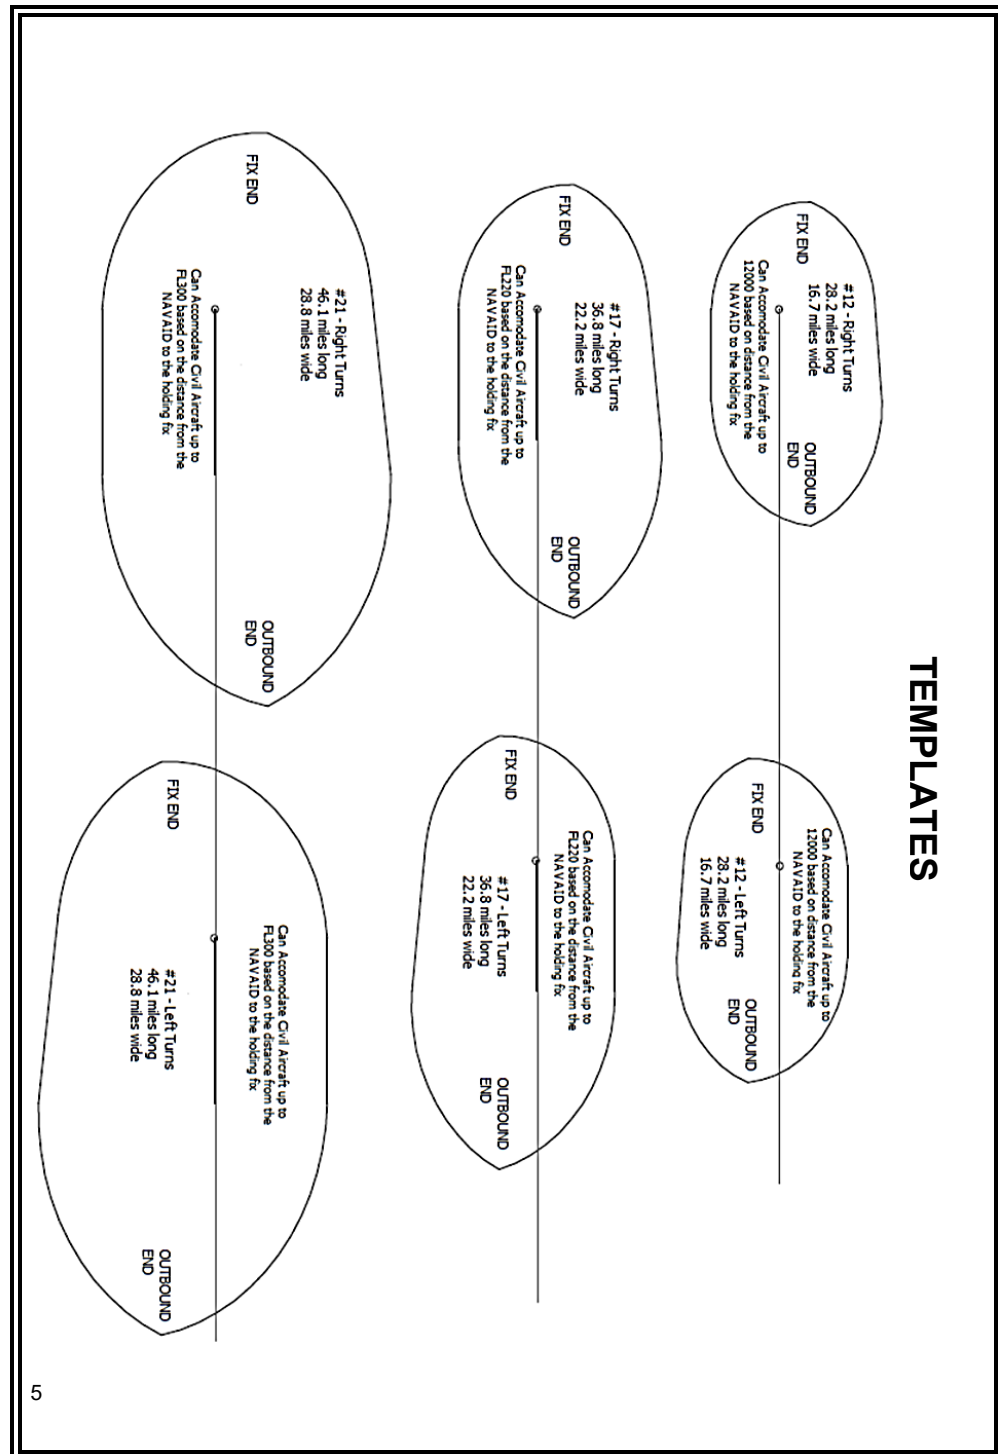 TEMPLATES
FIX END
#12 - Right Turns
28.2 miles long
16.7 miles wide
Can Accomodate Civil Aircraft up to
12000 based on distance from the
NAVAID to the holding fix
OUTBOUND
END
FIX END
Can Accomodate Civil Aircraft up to
12000 based on distance from the
NAVAID to the holding fix
#12 - Left Turns
28.2 miles long
16.7 miles wide
OUTBOUND
END
FIX END
#17 - Right Turns
36.8 miles long
22.2 miles wide
Can Accomodate Civil Aircraft up to
FL220 based on the distance from the
NAVAID to the holding fix
OUTBOUND
END
FIX END
Can Accomodate Civil Aircraft up to
FL220 based on the distance from the
NAVAID to the holding fix
#17 - Left Turns
36.8 miles long
22.2 miles wide
OUTBOUND
END
FIX END
#21 - Right Turns
46.1 miles long
28.8 miles wide
Can Accomodate Civil Aircraft up to
FL300 based on the distance from the
NAVAID to the holding fix
OUTBOUND
END
FIX END
Can Accomodate Civil Aircraft up to
FL300 based on the distance from the
NAVAID to the holding fix
#21 - Left Turns
46.1 miles long
28.8 miles wide
OUTBOUND
END
5